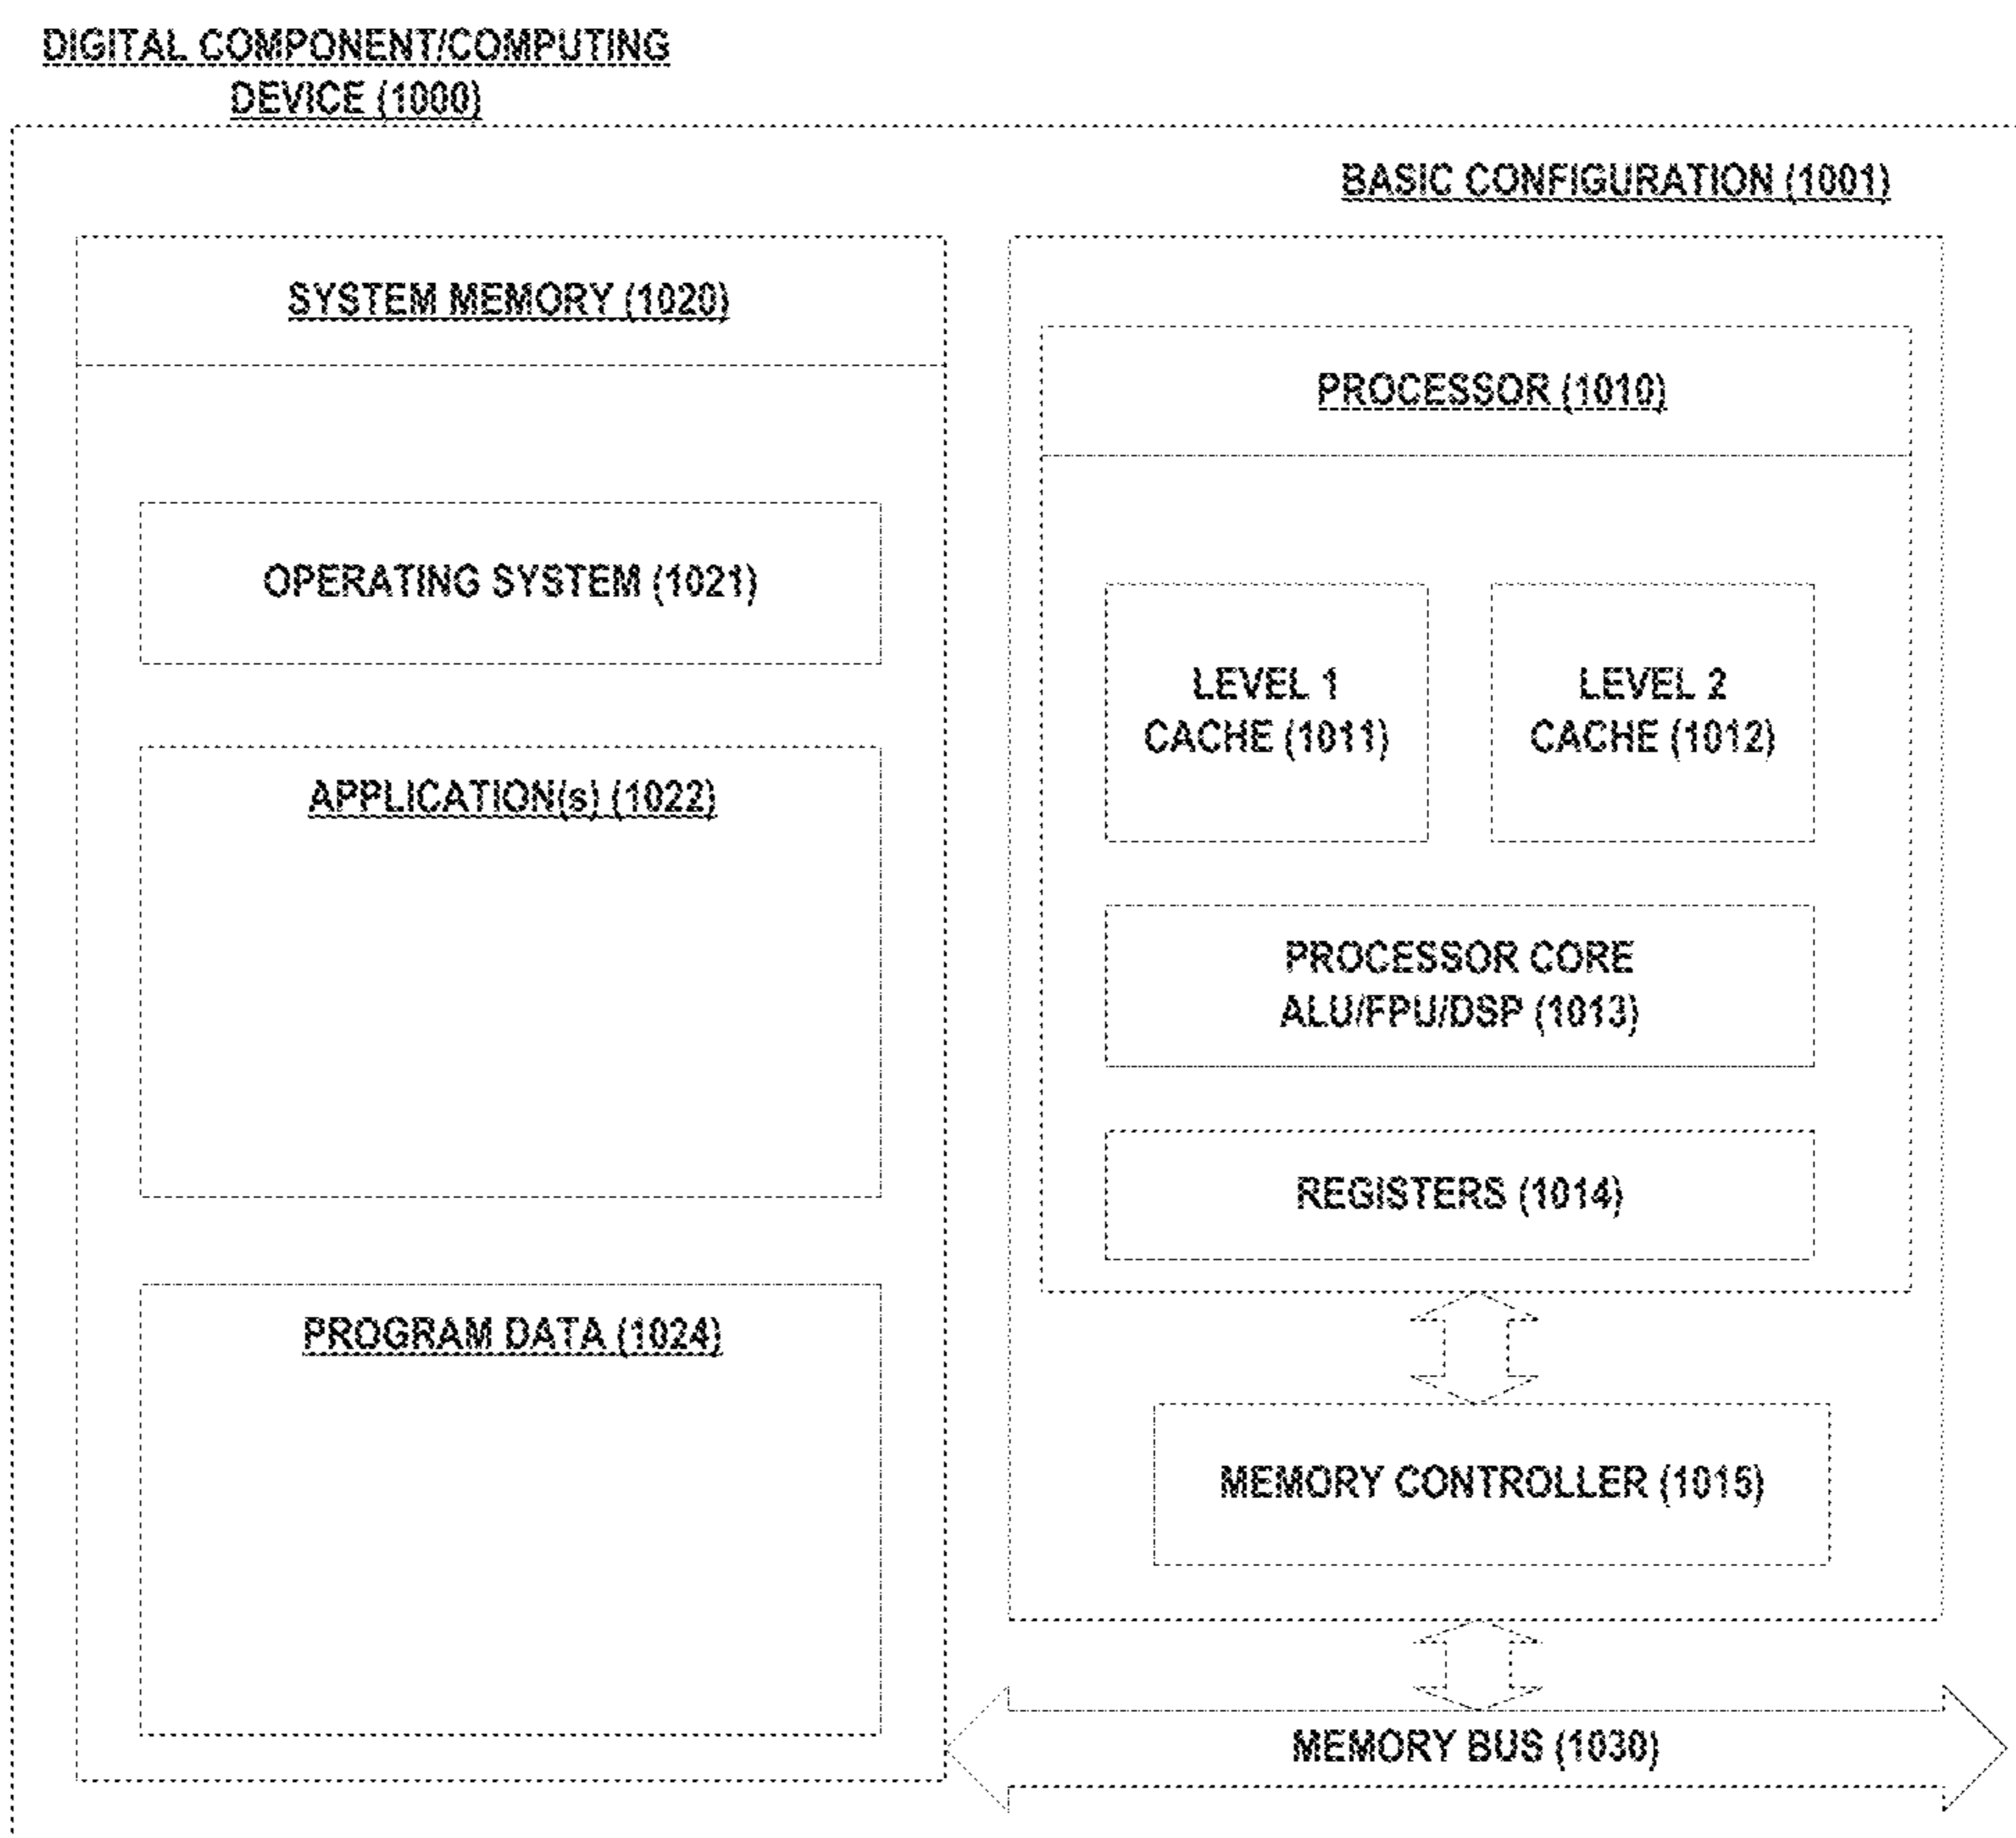 DIGITAL COMPONENT/COMPUTING
DEVICE (1000)
BASIC CONFIGURATION (1001)
SYSTEM MEMORY (1020)
OPERATING SYSTEM (1021)
APPLICATION(s) (1022)
PROGRAM DATA (1024)
PROCESSOR (1010)
LEVEL 1
CACHE (1011)
LEVEL 2
CACHE (1012)
PROCESSOR CORE
ALU/FPU/DSP (1013)
REGISTERS (1014)
MEMORY CONTROLLER (1015)
MEMORY BUS (1030)